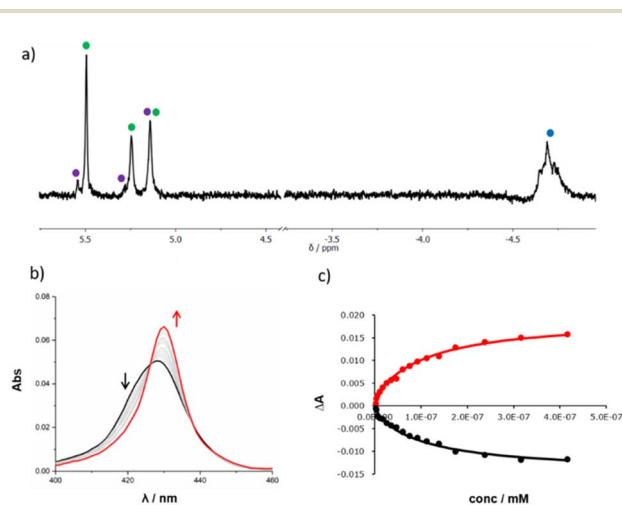 a)
5.5 5.0 4.5 -3.5 -4.0 -4.5
δ / ppm
b)
0.08
0.06
0.04
0.02
0.00
Abs
400 420 440 460
λ / nm
c)
0.020
0.015
0.010
0.005
0.000
-0.005
-0.010
-0.015
ΔA
1.0E-07 2.0E-07 3.0E-07 4.0E-07 5.0E-07
conc / mM